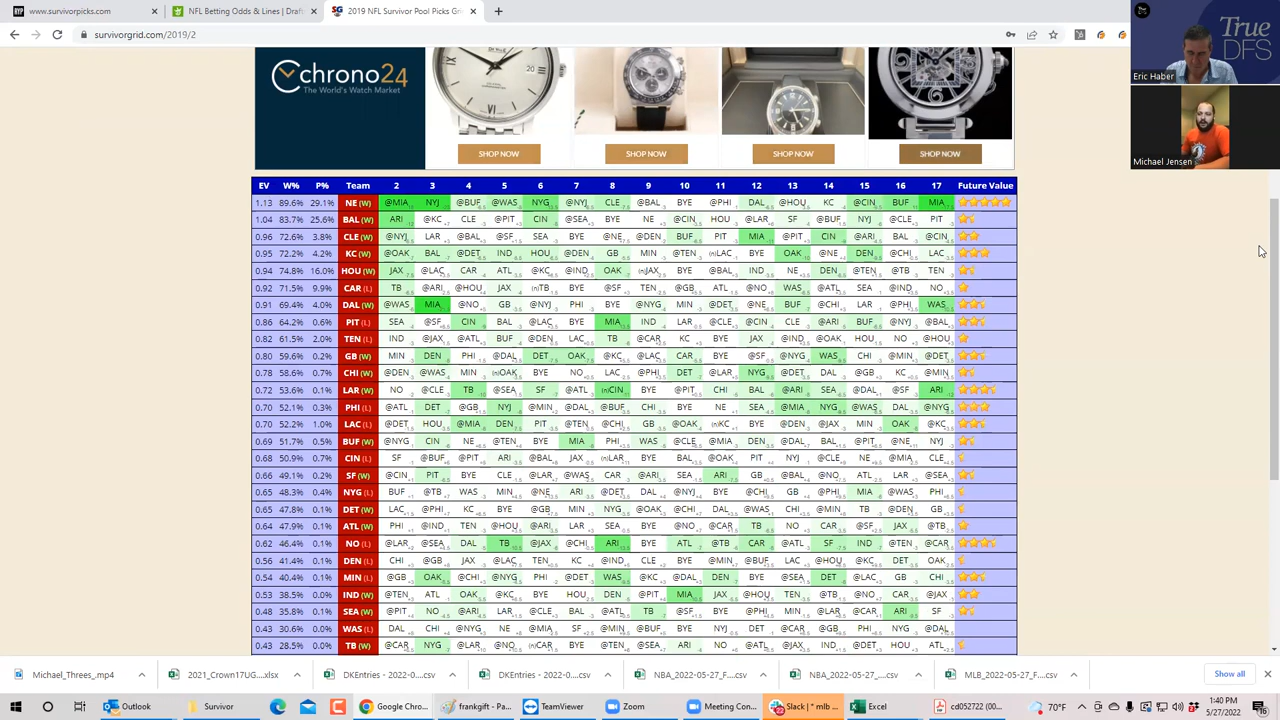 www.survivorpicks.com
NFL Betting Odds & Lines | Draf
2019 NFL Survivor Pool Picks Gri
survivorgrid.com/2019/2
True DFS
Eric Haber
Michael Jensen
chrono24
The World's Watch Market
SHOP NOW SHOP NOW SHOP NOW SHOP NOW
EV W% P% Team 2 3 4 5 6 7 8 9 10 11 12 13 14 15 16 17 Future Value
1.13 89.6% 29.1% NE (W) @MIA NYJ @BUF @WAS NYG @NYJ CLE @BAL BYE @PHI DAL @HOU KC @CIN BUF MIA
1.04 83.7% 25.6% BAL (W) ARI @KC CLE @PIT CIN @SEA BYE NE @CIN HOU @LAR SF @BUF NYJ @CLE PIT
0.96 72.6% 3.8% CLE (W) @NYJ LAR @BAL @SF SEA BYE @NE @DEN BUF PIT MIA @PIT CIN @ARI BAL @CIN
0.95 72.2% 4.2% KC (W) @OAK BAL @DET IND HOU @DEN GB MIN @TEN (n)LAC BYE OAK @NE DEN @CHI LAC
0.94 74.8% 16.0% HOU (W) JAX @LAC CAR ATL @KC @IND OAK (n)JAX BYE @BAL IND NE DEN @TEN @TB TEN
0.92 71.5% 9.9% CAR (L) TB @ARI @HOU JAX (n)TB BYE @SF TEN @GB ATL @NO WAS @ATL SEA @IND NO
0.91 69.4% 4.0% DAL (W) @WAS MIA @NO GB @NYJ PHI BYE @NYG MIN @DET @NE BUF @CHI LAR @PHI WAS
0.86 64.2% 0.6% PIT (L) SEA @SF CIN BAL @LAC BYE MIA IND LAR @CLE @CIN CLE @ARI BUF @NYJ @BAL
0.82 61.5% 2.0% TEN (L) IND @JAX @ATL BUF @DEN LAC TB @CAR KC BYE JAX @IND @OAK HOU NO @HOU
0.80 59.6% 0.2% GB (W) MIN DEN PHI @DAL DET OAK @KC @LAC CAR BYE @SF @NYG WAS CHI @MIN @DET
0.78 58.6% 0.7% CHI (W) @DEN @WAS MIN (n)OAK BYE NO LAC @PHI DET @LAR NYG @DET DAL @GB KC @MIN
0.72 53.6% 0.1% LAR (W) NO @CLE TB @SEA SF @ATL (n)CIN BYE @PIT CHI BAL @ARI SEA @DAL @SF ARI
0.70 52.1% 0.3% PHI (L) @ATL DET @GB NYJ @MIN @DAL @BUF CHI BYE NE SEA @MIA NYG @WAS DAL @NYG
0.70 52.2% 1.0% LAC (L) @DET HOU @MIA DEN PIT @TEN @CHI GB @OAK (n)KC BYE @DEN @JAX MIN OAK @KC
0.69 51.7% 0.5% BUF (W) @NYG CIN NE @TEN BYE MIA PHI WAS @CLE @MIA DEN @DAL BAL @PIT @NE NYJ
0.68 50.9% 0.7% CIN (L) SF @BUF @PIT ARI @BAL JAX (n)LAR BYE BAL @OAK PIT NYJ @CLE NE @MIA CLE
0.66 49.1% 0.2% SF (W) @CIN PIT BYE CLE @LAR @WAS CAR @ARI SEA ARI GB @BAL @NO ATL LAR @SEA
0.65 48.3% 0.4% NYG (L) BUF @TB WAS MIN @NE ARI @DET DAL @NYJ BYE @CHI GB @PHI MIA @WAS PHI
0.65 47.8% 0.1% DET (W) LAC @PHI KC BYE @GB MIN NYG @OAK @CHI DAL @WAS CHI @MIN TB @DEN GB
0.64 47.9% 0.1% ATL (W) PHI @IND TEN @HOU @ARI LAR SEA BYE @NO @CAR TB NO CAR @SF JAX @TB
0.62 46.4% 0.1% NO (L) @LAR @SEA DAL TB @JAX @CHI ARI BYE ATL @TB CAR @ATL SF IND @TEN @CAR
0.56 41.4% 0.1% DEN (L) CHI @GB JAX @LAC TEN KC @IND CLE BYE @MIN @BUF LAC @HOU @KC DET OAK
0.54 40.4% 0.1% MIN (L) @GB OAK @CHI @NYG PHI @DET WAS @KC @DAL DEN BYE @SEA DET @LAC GB CHI
0.53 38.5% 0.0% IND (W) @TEN ATL OAK @KC BYE HOU DEN @PIT MIA JAX @HOU TEN @TB @NO CAR @JAX
0.48 35.8% 0.1% SEA (W) @PIT NO @ARI LAR @CLE BAL @ATL TB @SF BYE @PHI MIN @LAR @CAR ARI SF
0.43 30.6% 0.0% WAS (L) DAL CHI @NYG NE @MIA SF @MIN @BUF BYE NYJ DET @CAR @GB PHI NYG @DAL
0.43 28.5% 0.0% TB (W) @CAR NYG @LAR @NO (n)CAR BYE @TEN @SEA ARI NO @ATL @JAX IND @DET HOU ATL
Michael_Threes_.mp4 2021_Crown17UG....xlsx DKEntries - 2022-0....csv DKEntries - 2022-0....csv NBA_2022-05-27_F....csv NBA_2022-05-27_/....csv MLB_2022-05-27_F....csv Show all
Outlook Survivor Google Chro... frankgift - Pa... TeamViewer Zoom Meeting Con... Slack | * mlb ... Excel cd052722 (00... 70°F
1:40 PM
5/27/2022